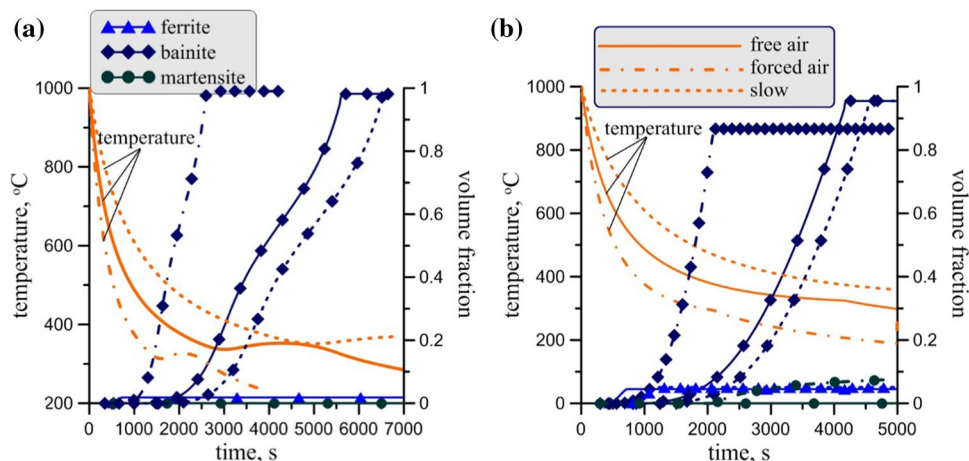 (a)
ferrite
bainite
martensite
(b)
free air
forced air
slow
1000
800
600
400
200
temperature, °C
temperature
1
0.8
0.6
0.4
0.2
0
volume fraction
0 1000 2000 3000 4000 5000 6000 7000
time, s
1000
800
600
400
200
0
temperature, °C
temperature
1
0.8
0.6
0.4
0.2
0
volume fraction
0 1000 2000 3000 4000 5000
time, s